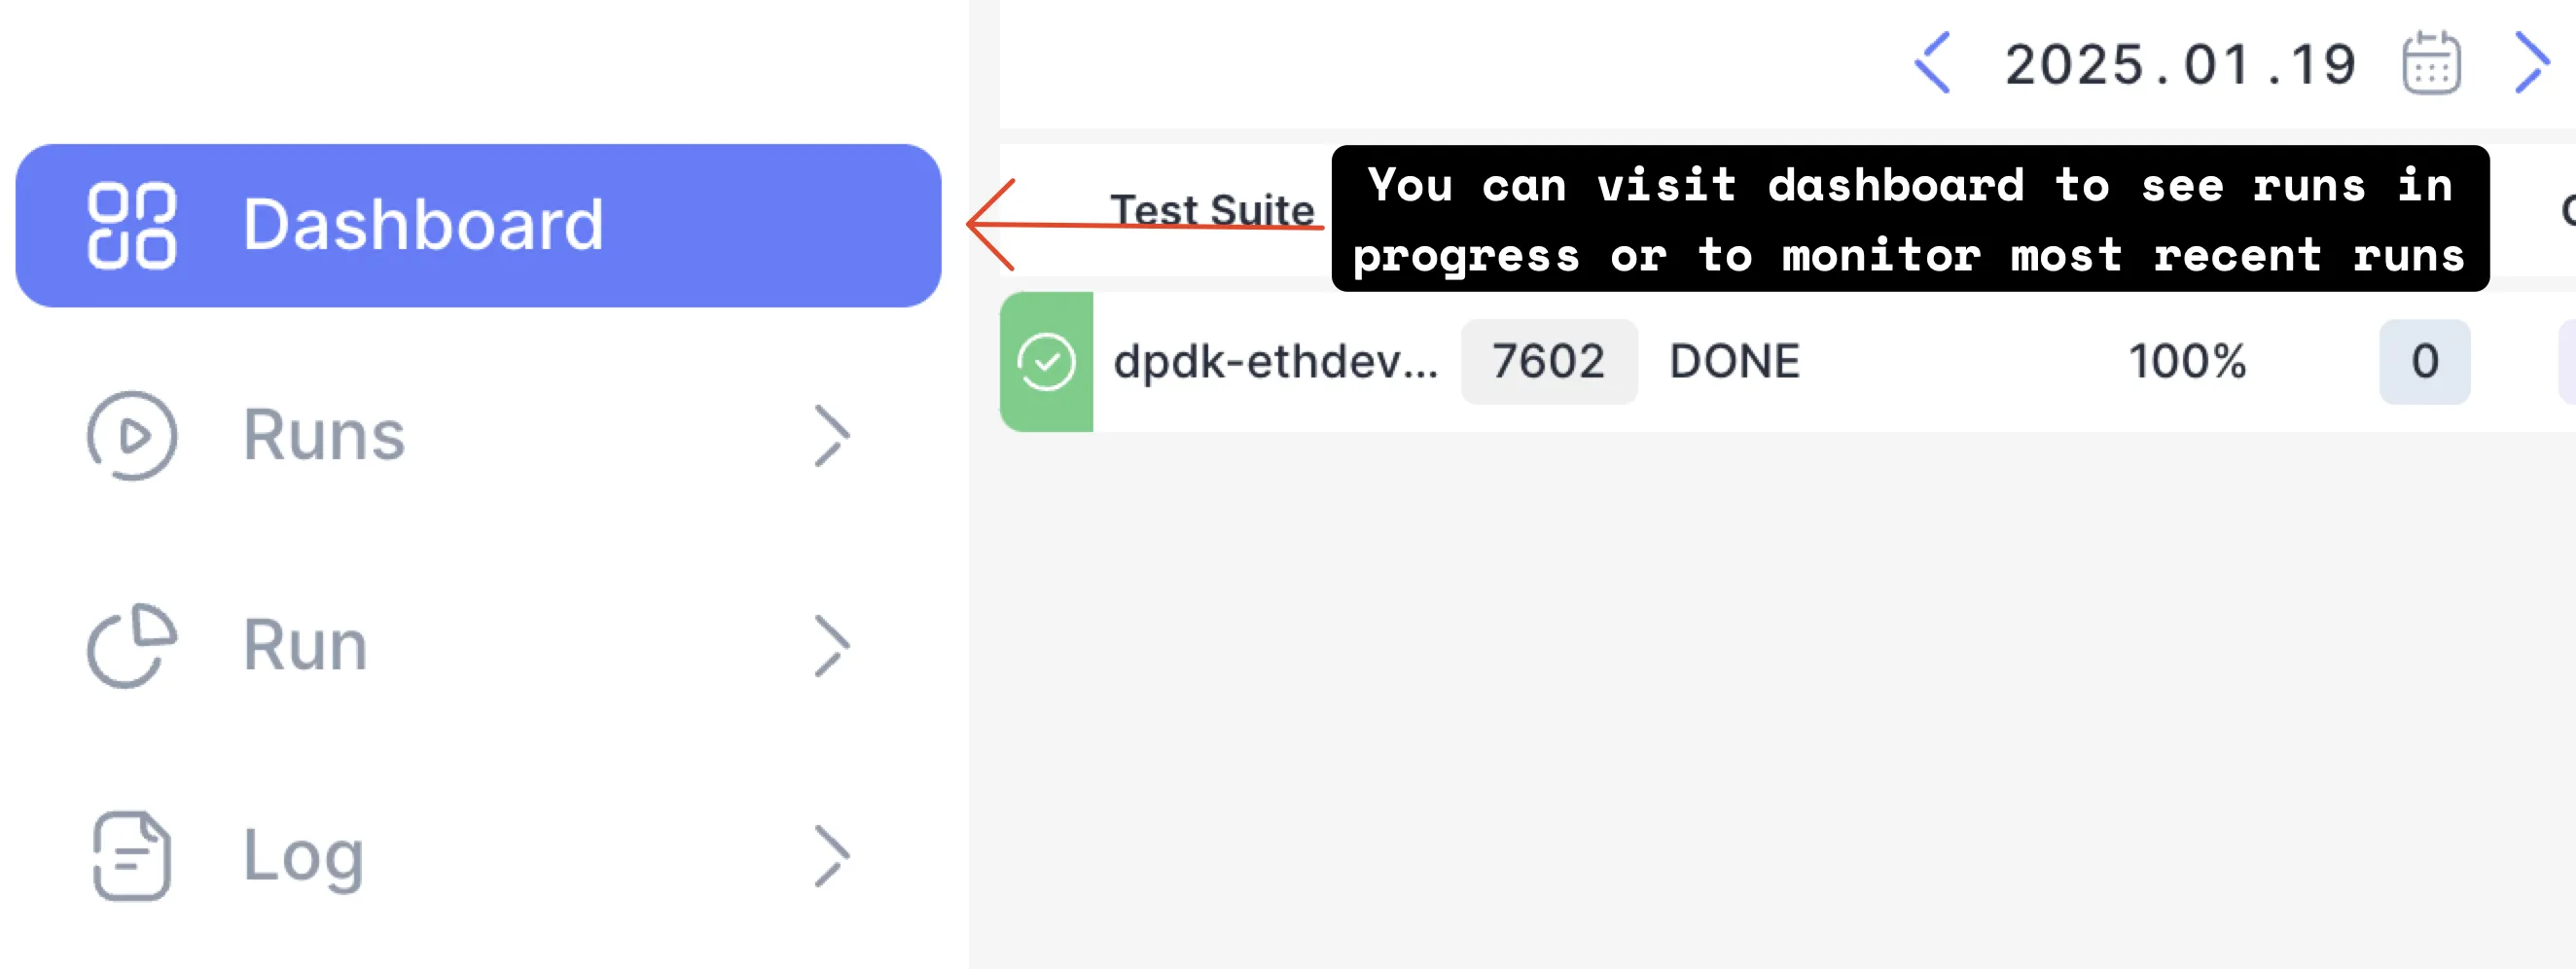 2025.01.19
Dashboard
Test Suite
You can visit dashboard to see runs in
progress or to monitor most recent runs
dpdk-ethdev... 7602 DONE 100% 0
Runs
Run
Log